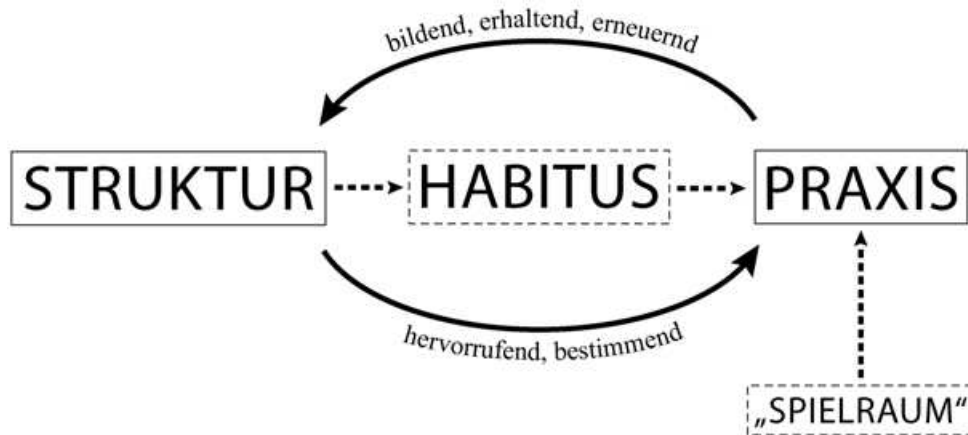 bildend, erhaltend, erneuernd
STRUKTUR HABITUS PRAXIS
hervorrufend, bestimmend
„SPIELRAUM“